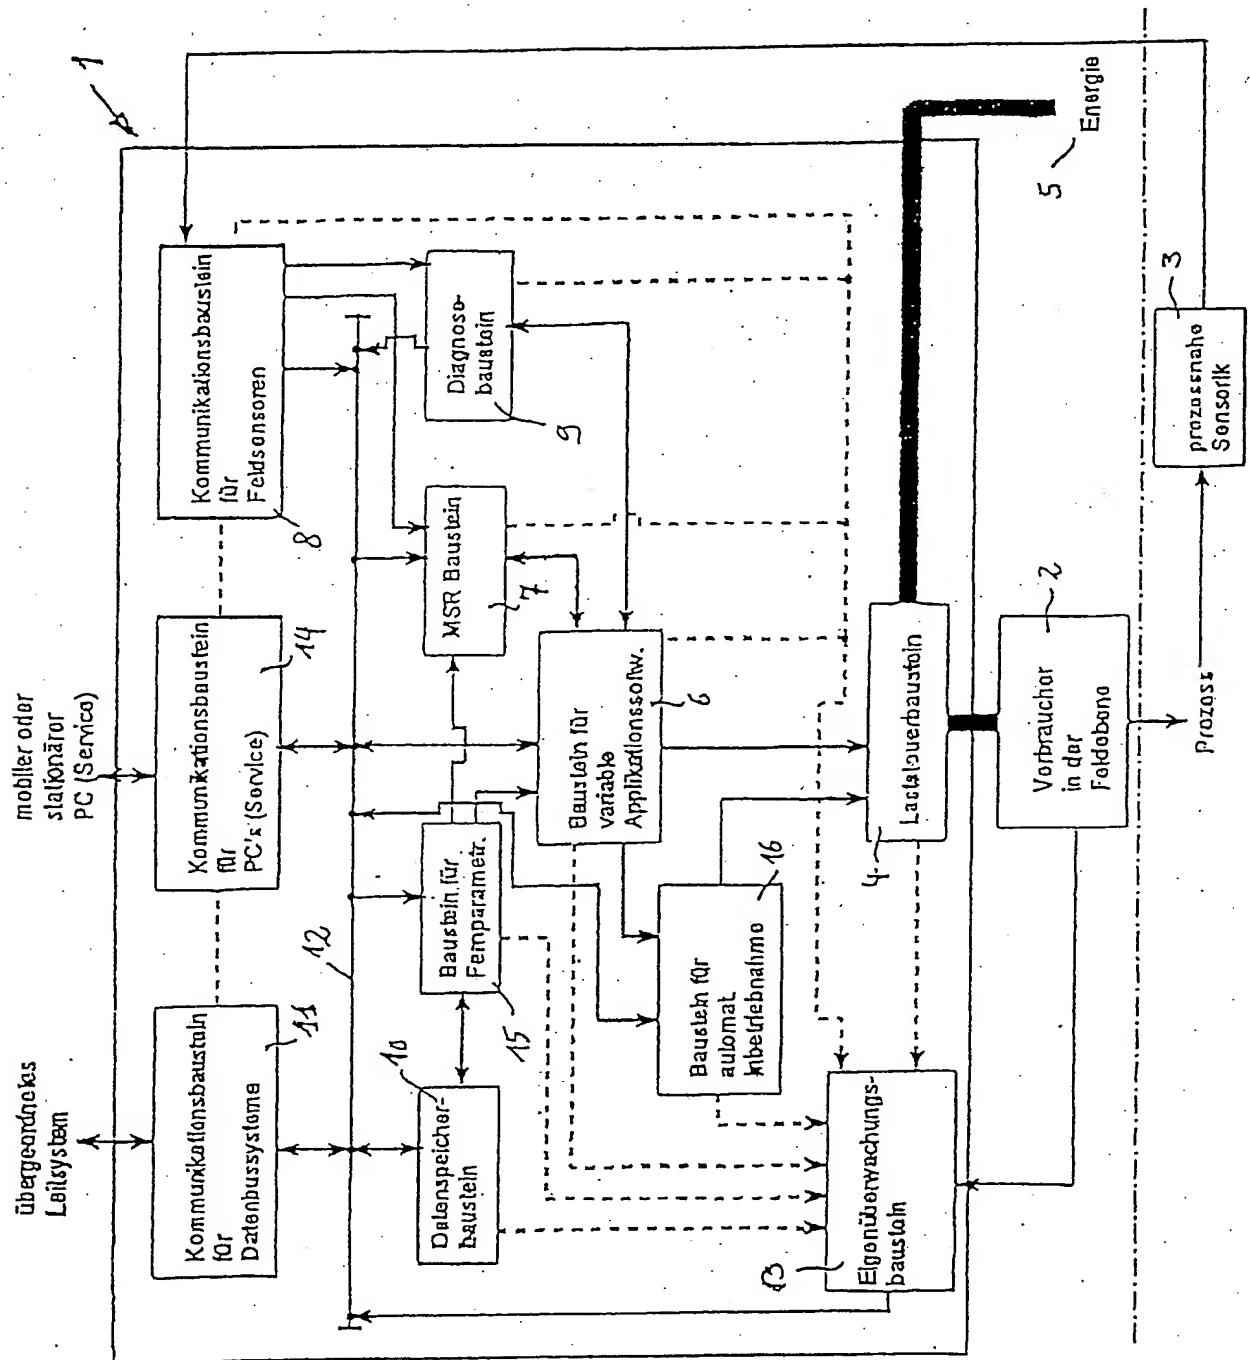 1
mobiler oder
stationärer
PC (Service)
übergeordnetes
Leitsystem
Kommunikationsbaustein
für
Feldsensoren
8
Kommunikationsbaustein
für
PC's (Service)
14
Kommunikationsbaustein
für
Datenbussysteme
11
12
Diagnose-
baustein
9
MSR Baustein
7
Baustein für
Fernparametr.
15
Datenspeicher-
baustein
10
Baustein für
variable
Applikationssoftw.
6
Baustein für
automat.
Inbetriebnahme
16
Laststeuerbaustein
4
Eigenüberwachungs-
baustein
13
5
Energie
Verbraucher
in der
Feldebene
2
Prozess
prozessnahe
Sensorik
3